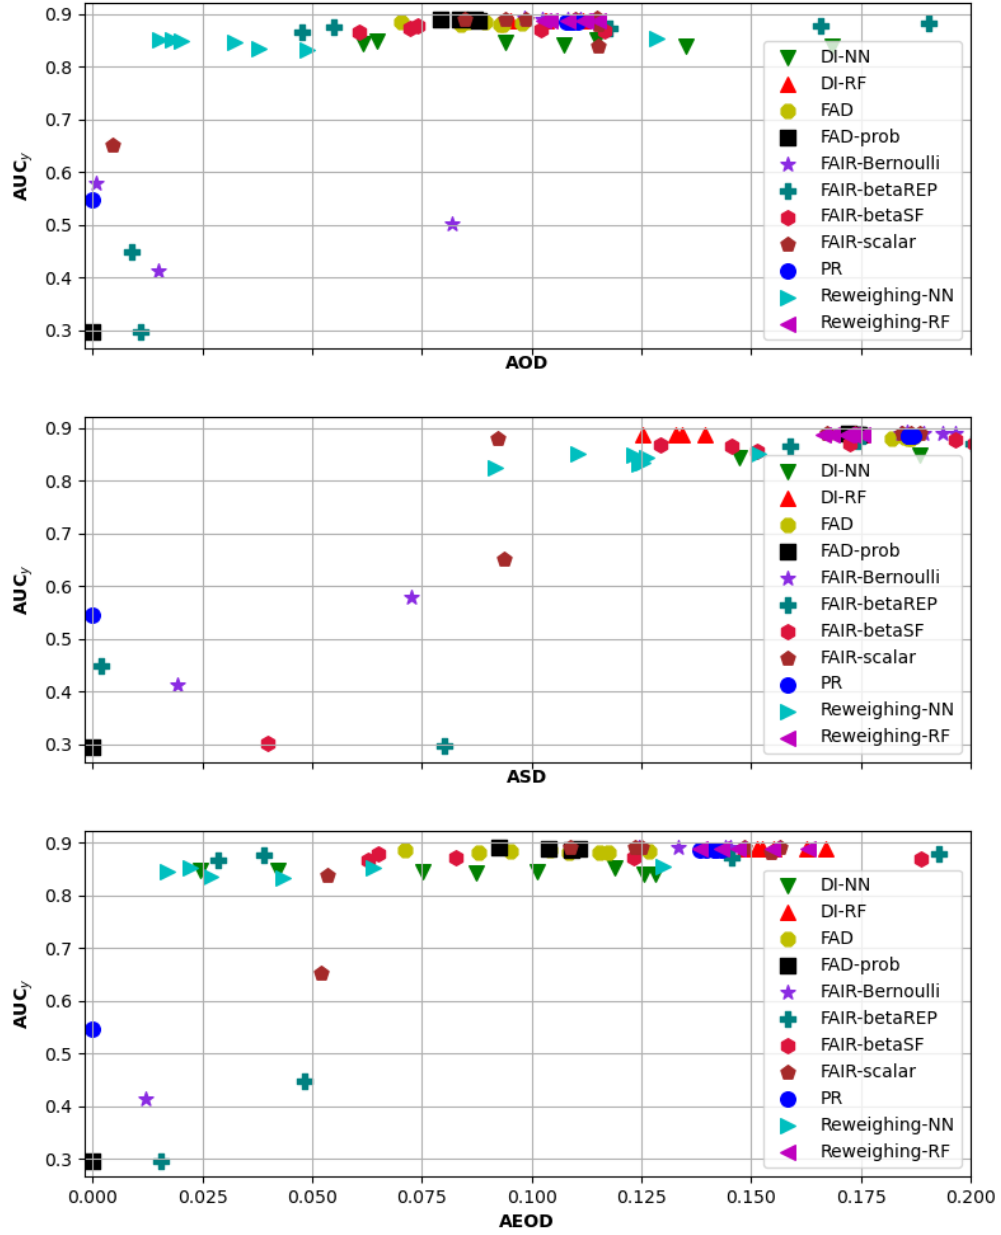 0.9
0.8
0.7
0.6
0.5
0.4
0.3
AUCy
DI-NN
DI-RF
FAD
FAD-prob
FAIR-Bernoulli
FAIR-betaREP
FAIR-betaSF
FAIR-scalar
PR
Reweighing-NN
Reweighing-RF
AOD
0.9
0.8
0.7
0.6
0.5
0.4
0.3
AUCy
DI-NN
DI-RF
FAD
FAD-prob
FAIR-Bernoulli
FAIR-betaREP
FAIR-betaSF
FAIR-scalar
PR
Reweighing-NN
Reweighing-RF
ASD
0.9
0.8
0.7
0.6
0.5
0.4
0.3
AUCy
DI-NN
DI-RF
FAD
FAD-prob
FAIR-Bernoulli
FAIR-betaREP
FAIR-betaSF
FAIR-scalar
PR
Reweighing-NN
Reweighing-RF
0.000 0.025 0.050 0.075 0.100 0.125 0.150 0.175 0.200
AEOD